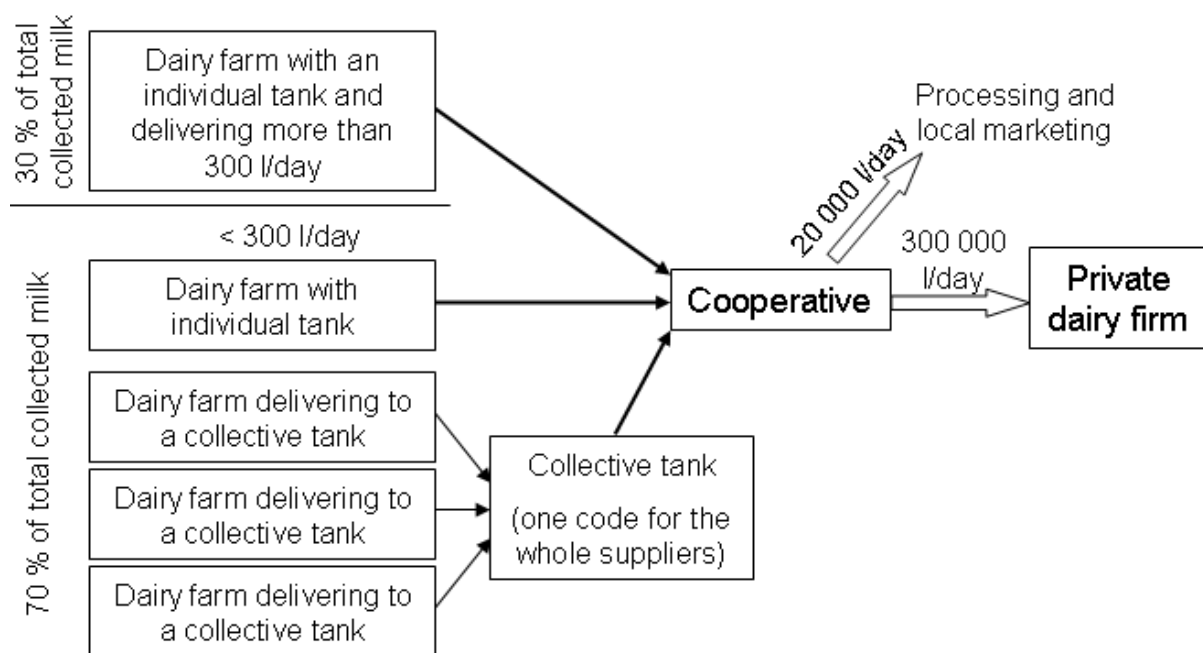 30 % of total
collected milk
Dairy farm with an
individual tank and
delivering more than
300 l/day
< 300 l/day
70 % of total collected milk
Dairy farm with
individual tank
Dairy farm delivering to
a collective tank
Dairy farm delivering to
a collective tank
Dairy farm delivering to
a collective tank
Collective tank
(one code for the
whole suppliers)
Cooperative
20 000 l/day
Processing and
local marketing
300 000
l/day
Private
dairy firm